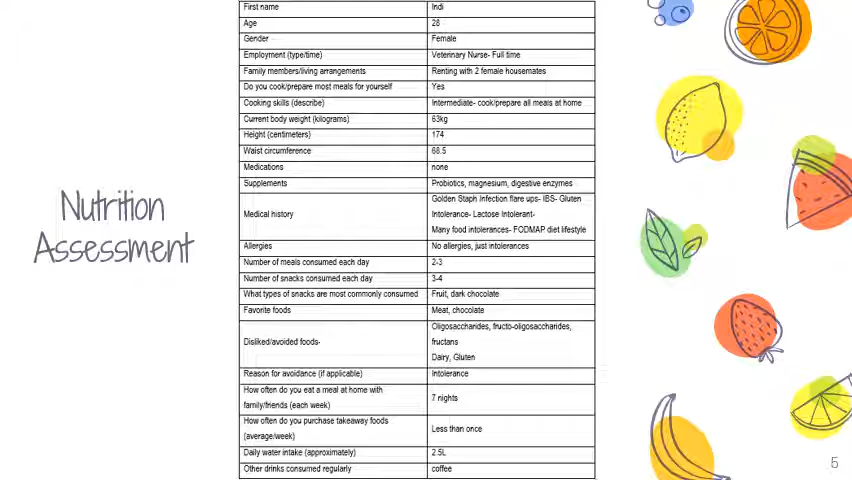 Nutrition
Assessment
First name Indi
Age 28
Gender Female
Employment (type/time) Veterinary Nurse- Full time
Family members/living arrangements Renting with 2 female housemates
Do you cook/prepare most meals for yourself Yes
Cooking skills (describe) Intermediate- cook/prepare all meals at home
Current body weight (kilograms) 63kg
Height (centimeters) 174
Waist circumference 68.5
Medications none
Supplements Probiotics, magnesium, digestive enzymes
Medical history Golden Staph Infection flare ups- IBS- Gluten
Intolerance- Lactose Intolerant-
Many food intolerances- FODMAP diet lifestyle
Allergies No allergies, just intolerances
Number of meals consumed each day 2-3
Number of snacks consumed each day 3-4
What types of snacks are most commonly consumed Fruit, dark chocolate
Favorite foods Meat, chocolate
Disliked/avoided foods- Oligosaccharides, fructo-oligosaccharides,
fructans
Dairy, Gluten
Reason for avoidance (if applicable) Intolerance
How often do you eat a meal at home with
family/friends (each week) 7 nights
How often do you purchase takeaway foods
(average/week) Less than once
Daily water intake (approximately) 2.5L
Other drinks consumed regularly coffee
5